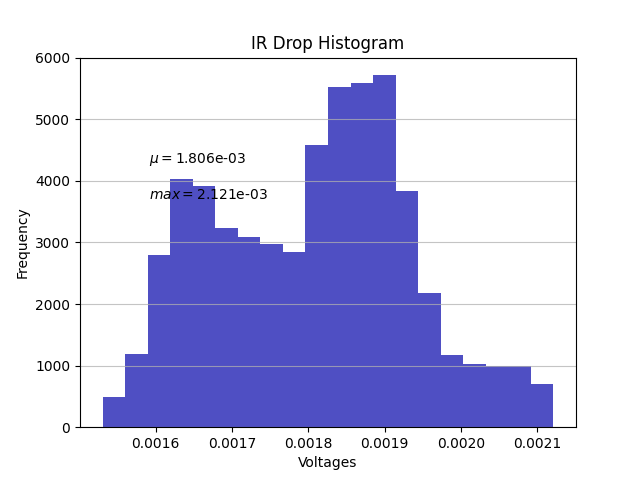 IR Drop Histogram
6000
5000
4000
3000
2000
1000
0
Frequency
μ = 1.806e-03
max = 2.121e-03
0.0016 0.0017 0.0018 0.0019 0.0020 0.0021
Voltages